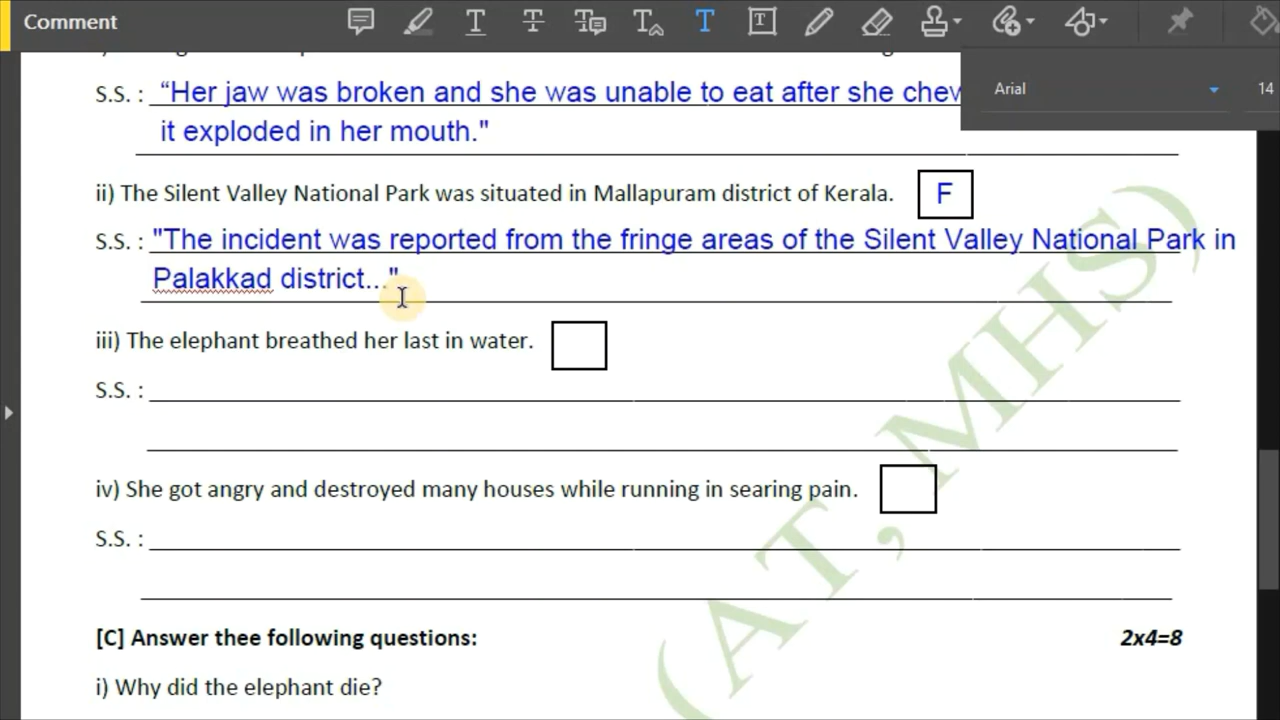 Comment
Arial
14
S.S. : "Her jaw was broken and she was unable to eat after she
it exploded in her mouth."
ii) The Silent Valley National Park was situated in Mallapuram district of Kerala. F
S.S. : "The incident was reported from the fringe areas of the Silent Valley National Park in
Palakkad district..."
iii) The elephant breathed her last in water.
S.S. :
iv) She got angry and destroyed many houses while running in searing pain.
S.S. :
[C] Answer thee following questions: 2x4=8
i) Why did the elephant die?
(AT, MHS)